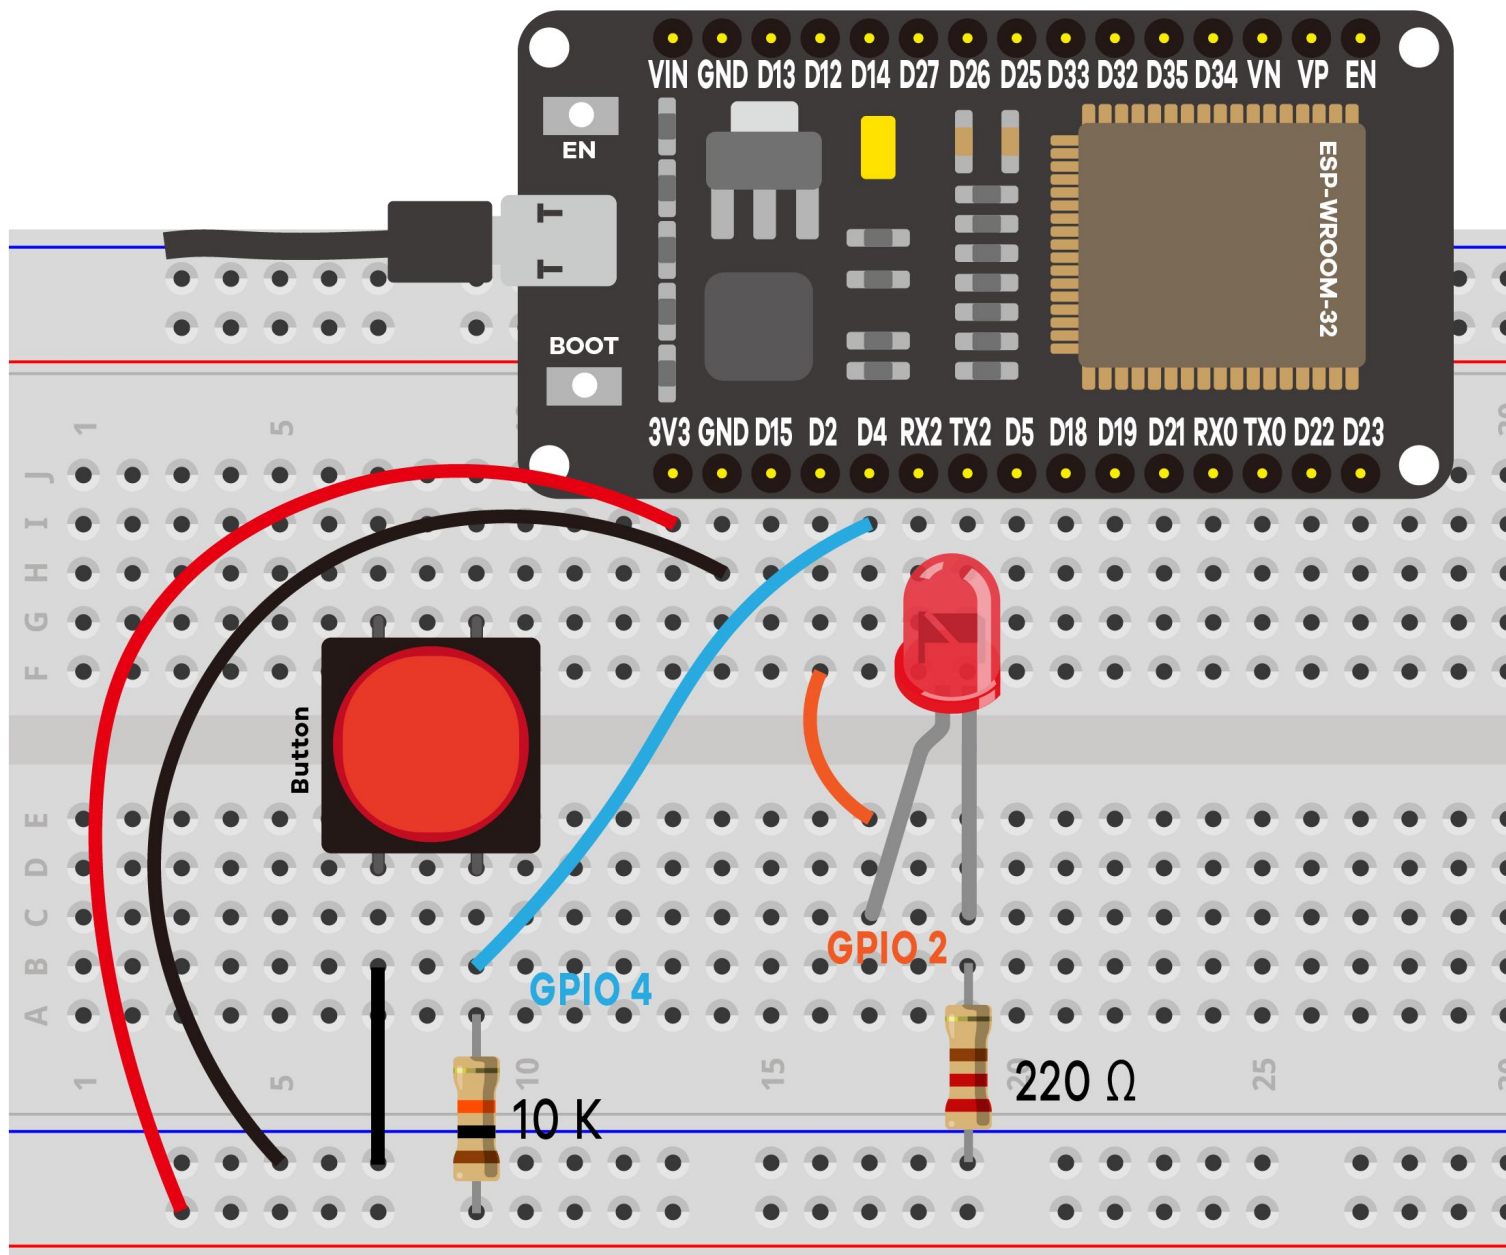 VIN GND D13 D12 D14 D27 D26 D25 D33 D32 D35 D34 VN VP EN
EN
ESP-WROOM-32
BOOT
3V3 GND D15 D2 D4 RX2 TX2 D5 D18 D19 D21 RX0 TX0 D22 D23
1 5
J
I
H
G
F
Button
E
D
C
B
A
GPIO 2
GPIO 4
1 5 10 15 20 25
220 Ω
10 K